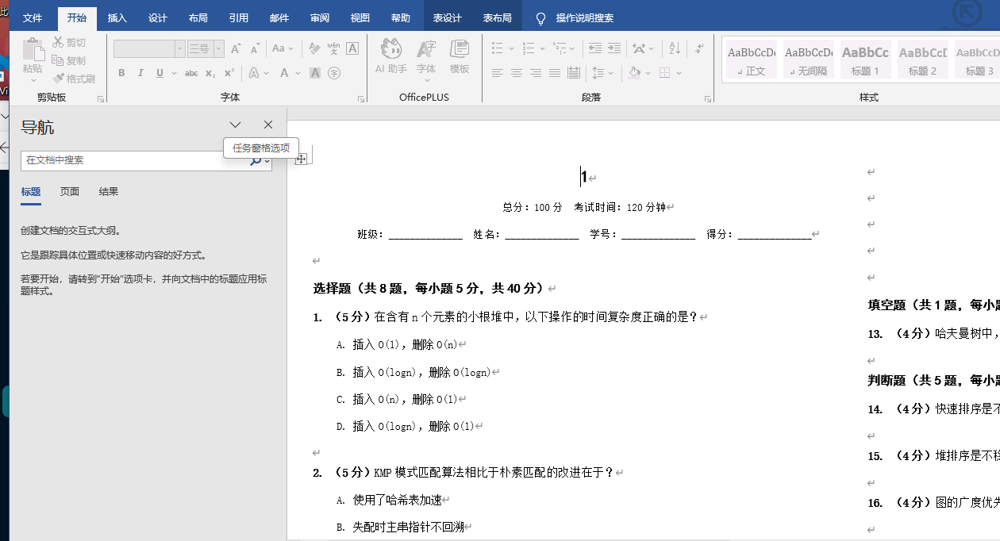 文件 开始 插入 设计 布局 引用 邮件 审阅 视图 帮助 表设计 表布局 操作说明搜索
剪切
复制
格式刷
粘贴
三号
Aa
wén
文
A
B I U abc x₂ x² A A A 字
AI 助手
字体
模板
AaBbCcDc AaBbCcDc AaBbCc AaBbCcD AaBbCcD
↲ 正文 ↲ 无间隔 标题 1 标题 2 标题 3
剪贴板 字体 OfficePLUS 段落 样式
导航
任务窗格选项
在文档中搜索
标题 页面 结果
创建文档的交互式大纲。
它是跟踪具体位置或快速移动内容的好方式。
若要开始，请转到"开始"选项卡，并向文档中的标题应用标
题样式。
1↵
总分：100 分 考试时间：120 分钟↵
班级：______________ 姓名：______________ 学号：______________ 得分：______________↵
选择题（共 8 题，每小题 5 分，共 40 分）↵
1. （5 分）在含有 n 个元素的小根堆中，以下操作的时间复杂度正确的是？↵
A. 插入 O(1)，删除 O(n)↵
B. 插入 O(logn)，删除 O(logn)↵
C. 插入 O(n)，删除 O(1)↵
D. 插入 O(logn)，删除 O(1)↵
2. （5 分）KMP 模式匹配算法相比于朴素匹配的改进在于？↵
A. 使用了哈希表加速↵
B. 失配时主串指针不回溯↵
填空题（共 1 题，每小题
13. （4 分）哈夫曼树中，
判断题（共 5 题，每小题
14. （4 分）快速排序是不
15. （4 分）堆排序是不稳
16. （4 分）图的广度优先